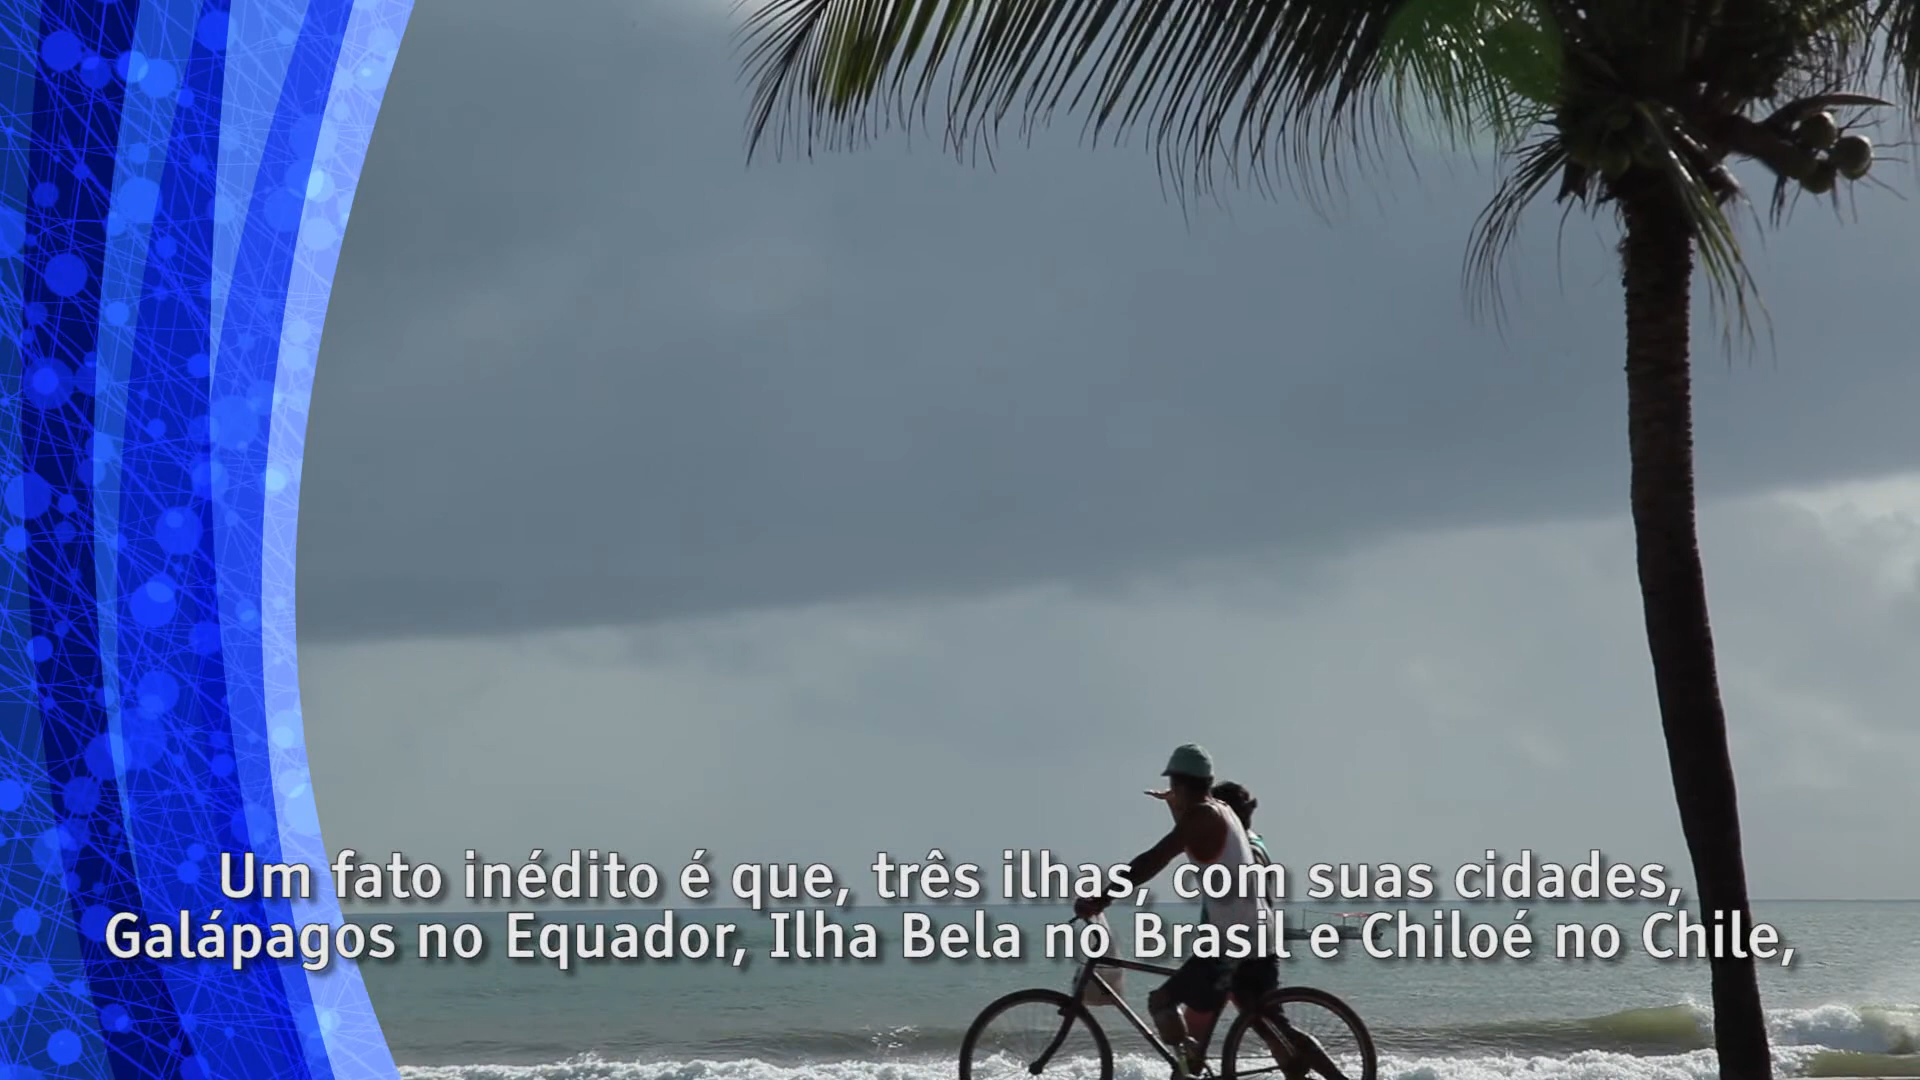 Um fato inédito é que, três ilhas, com suas cidades,
Galápagos no Equador, Ilha Bela no Brasil e Chiloé no Chile,